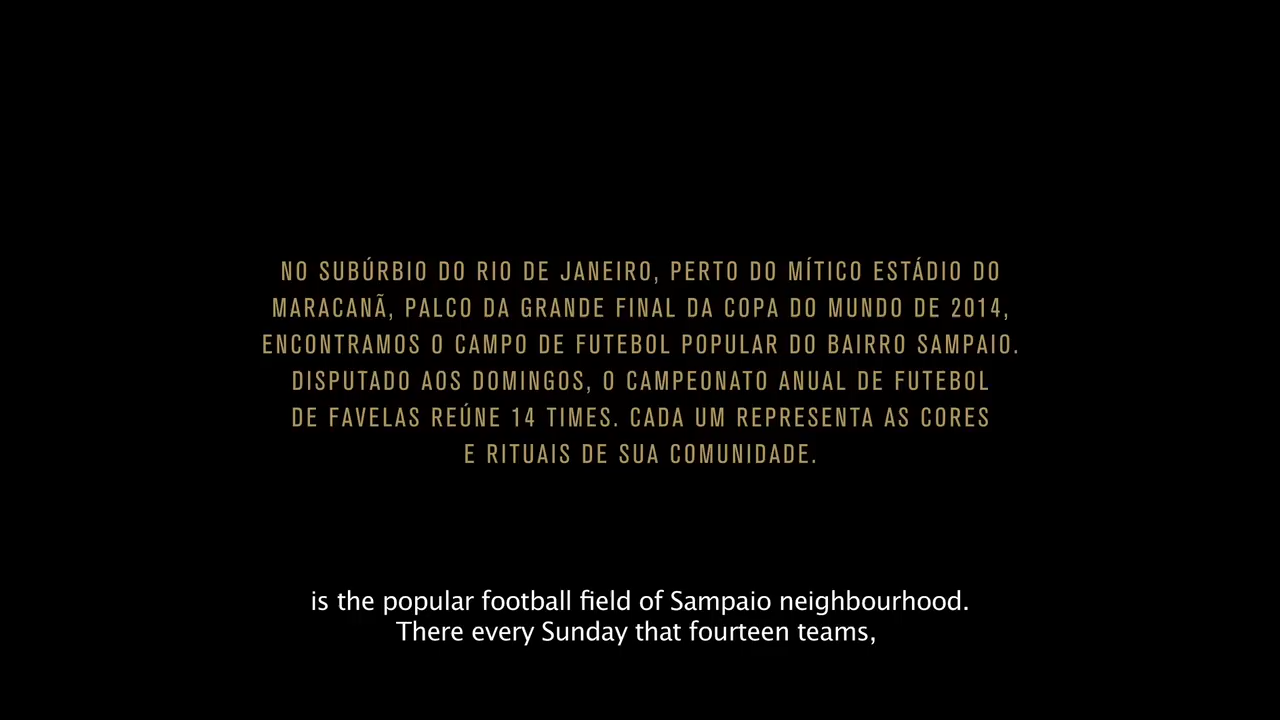 NO SUBÚRBIO DO RIO DE JANEIRO, PERTO DO MÍTICO ESTÁDIO DO
MARACANÃ, PALCO DA GRANDE FINAL DA COPA DO MUNDO DE 2014,
ENCONTRAMOS O CAMPO DE FUTEBOL POPULAR DO BAIRRO SAMPAIO.
DISPUTADO AOS DOMINGOS, O CAMPEONATO ANUAL DE FUTEBOL
DE FAVELAS REÚNE 14 TIMES. CADA UM REPRESENTA AS CORES
E RITUAIS DE SUA COMUNIDADE.
is the popular football field of Sampaio neighbourhood.
There every Sunday that fourteen teams,